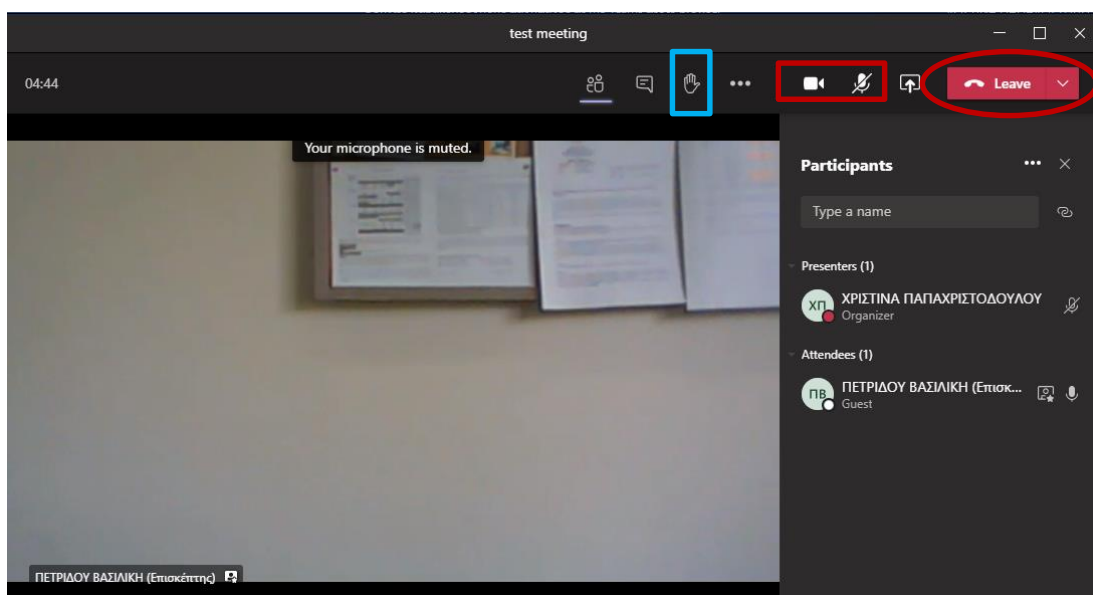 test meeting
04:44
Leave
Your microphone is muted.
Participants
Type a name
Presenters (1)
ΧΠ
ΧΡΙΣΤΙΝΑ ΠΑΠΑΧΡΙΣΤΟΔΟΥΛΟΥ
Organizer
Attendees (1)
ΠΒ
ΠΕΤΡΙΔΟΥ ΒΑΣΙΛΙΚΗ (Επισκ...
Guest
ΠΕΤΡΙΔΟΥ ΒΑΣΙΛΙΚΗ (Επισκέπτης)